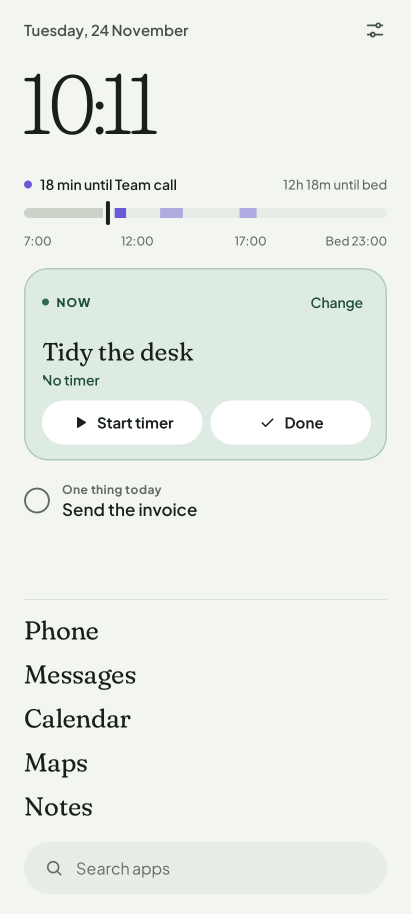 Tuesday, 24 November
10:11
18 min until Team call
12h 18m until bed
7:00 12:00 17:00 Bed 23:00
NOW
Change
Tidy the desk
No timer
Start timer
Done
One thing today
Send the invoice
Phone
Messages
Calendar
Maps
Notes
Search apps